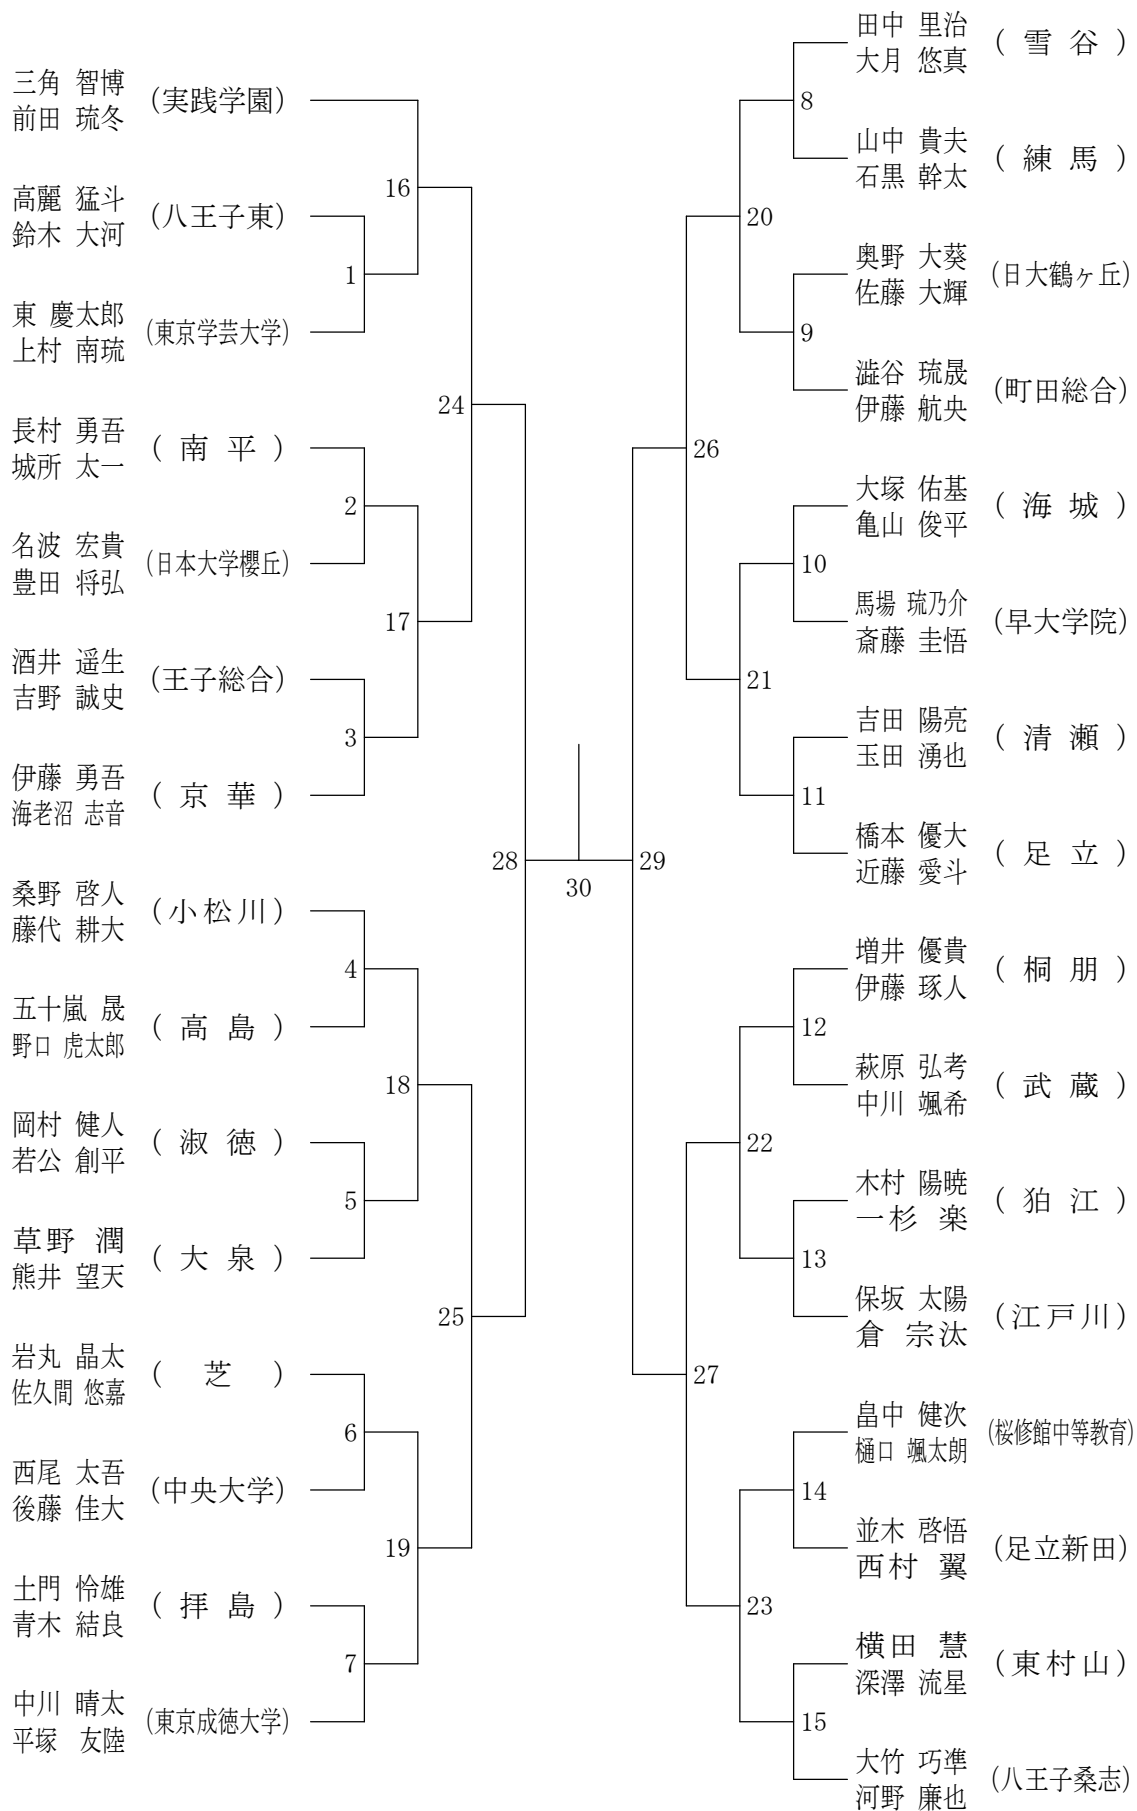 三角 智博
前田 琉冬
(実践学園)
16
高麗 猛斗
鈴木 大河
(八王子東)
1
東 慶太郎
上村 南琉
(東京学芸大学)
24
長村 勇吾
城所 太一
(南平)
2
名波 宏貴
豊田 将弘
(日本大学櫻丘)
17
酒井 遥生
吉野 誠史
(王子総合)
3
伊藤 勇吾
海老沼 志音
(京華)
28
桑野 啓人
藤代 耕大
(小松川)
4
五十嵐 晟
野口 虎太郎
(高島)
18
岡村 健人
若公 創平
(淑徳)
5
草野 潤
熊井 望天
(大泉)
25
岩丸 晶太
佐久間 悠嘉
(芝)
6
西尾 太吾
後藤 佳大
(中央大学)
19
土門 怜雄
青木 結良
(拝島)
7
中川 晴太
平塚 友陸
(東京成徳大学)
30
田中 里治
大月 悠真
(雪谷)
8
山中 貴夫
石黒 幹太
(練馬)
20
奥野 大葵
佐藤 大輝
(日大鶴ヶ丘)
9
澁谷 琉晟
伊藤 航央
(町田総合)
26
大塚 佑基
亀山 俊平
(海城)
10
馬場 琉乃介
斎藤 圭悟
(早大学院)
21
吉田 陽亮
玉田 湧也
(清瀬)
11
橋本 優大
近藤 愛斗
(足立)
29
増井 優貴
伊藤 琢人
(桐朋)
12
萩原 弘考
中川 颯希
(武蔵)
22
木村 陽暁
一杉 楽
(狛江)
13
保坂 太陽
倉 宗汰
(江戸川)
27
畠中 健次
樋口 颯太朗
(桜修館中等教育)
14
並木 啓悟
西村 翼
(足立新田)
23
横田 慧
深澤 流星
(東村山)
15
大竹 巧準
河野 廉也
(八王子桑志)